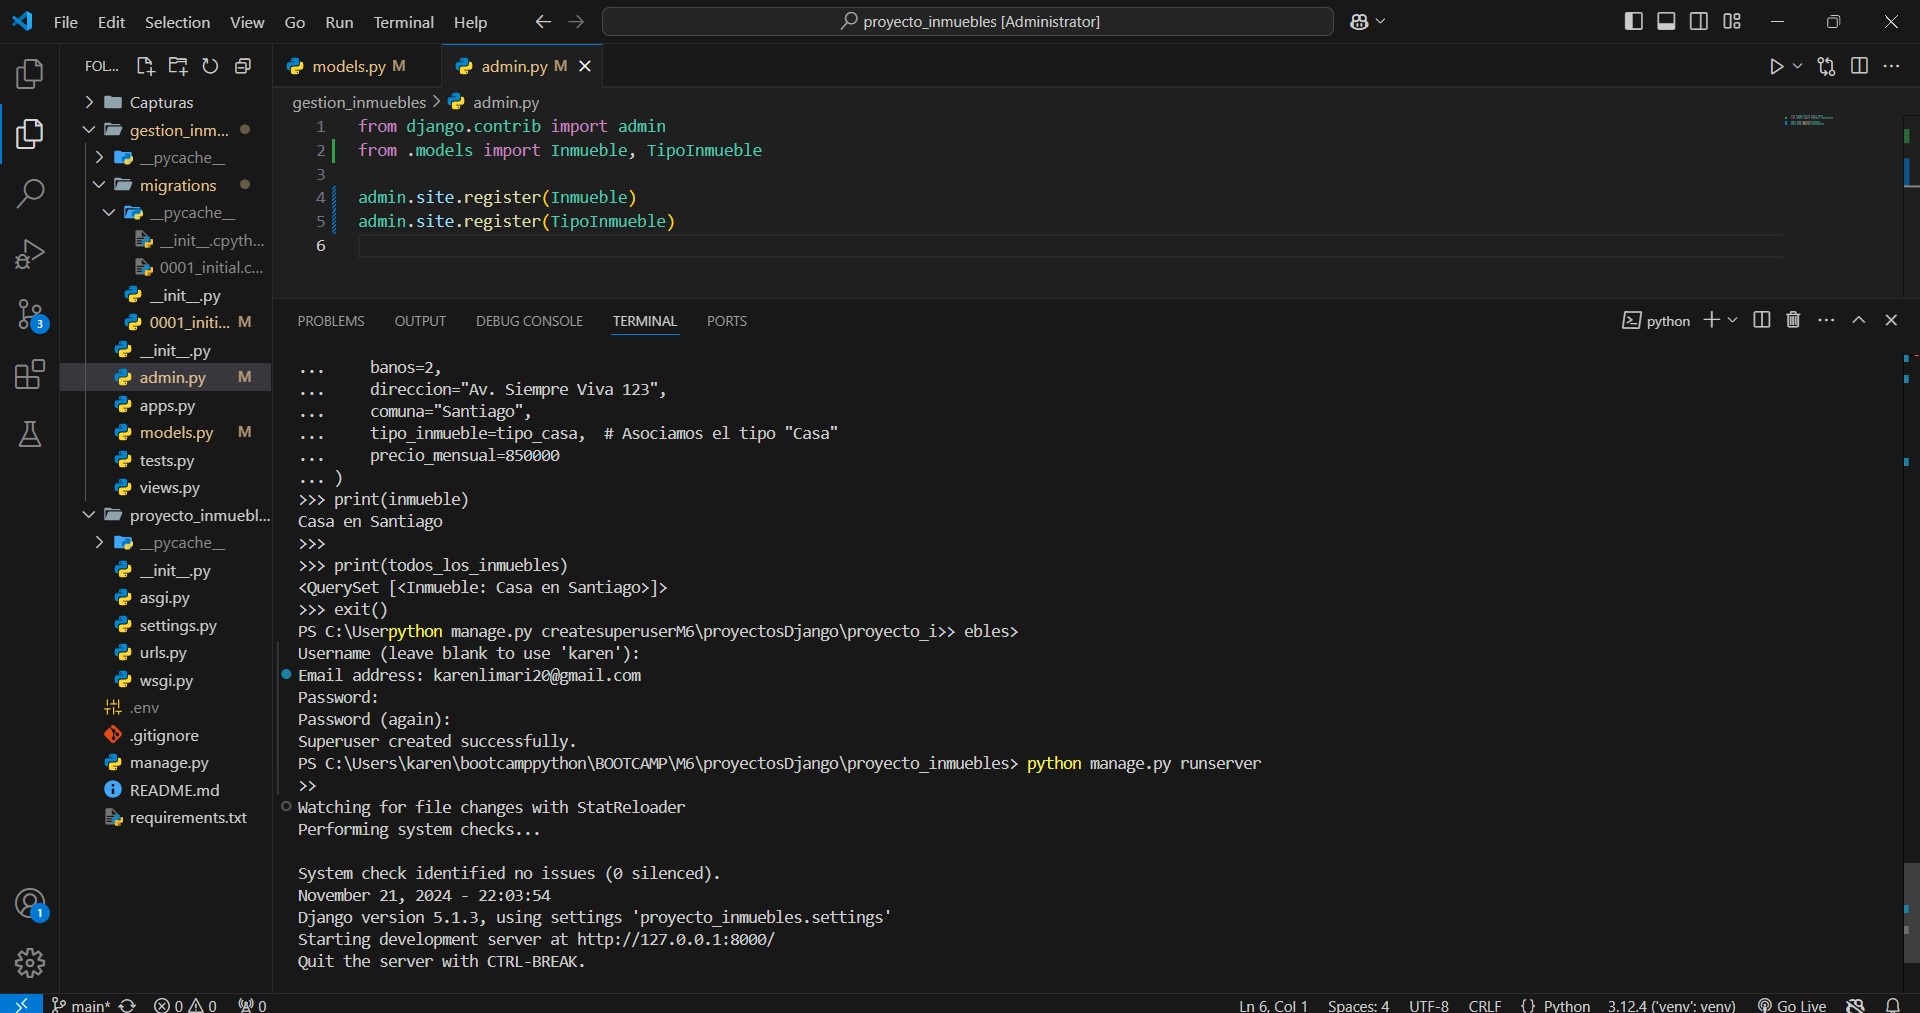 File Edit Selection View Go Run Terminal Help
proyecto_inmuebles [Administrator]
FOL...
models.py M
admin.py M
gestion_inmuebles > admin.py
Capturas
gestion_inm...
__pycache__
migrations
__pycache__
__init__.cpyth...
0001_initial.c...
__init__.py
0001_initi... M
__init__.py
admin.py M
apps.py
models.py M
tests.py
views.py
proyecto_inmuebl...
__pycache__
__init__.py
asgi.py
settings.py
urls.py
wsgi.py
.env
.gitignore
manage.py
README.md
requirements.txt
3
1
1 from django.contrib import admin
2 from .models import Inmueble, TipoInmueble
3
4 admin.site.register(Inmueble)
5 admin.site.register(TipoInmueble)
6
PROBLEMS OUTPUT DEBUG CONSOLE TERMINAL PORTS
python
... banos=2,
... direccion="Av. Siempre Viva 123",
... comuna="Santiago",
... tipo_inmueble=tipo_casa, # Asociamos el tipo "Casa"
... precio_mensual=850000
... )
>>> print(inmueble)
Casa en Santiago
>>>
>>> print(todos_los_inmuebles)
<QuerySet [<Inmueble: Casa en Santiago>]>
>>> exit()
PS C:\Userpython manage.py createsuperuserM6\proyectosDjango\proyecto_i>> ebles>
Username (leave blank to use 'karen'):
Email address: karenlimari20@gmail.com
Password:
Password (again):
Superuser created successfully.
PS C:\Users\karen\bootcamppython\BOOTCAMP\M6\proyectosDjango\proyecto_inmuebles> python manage.py runserver
>>
Watching for file changes with StatReloader
Performing system checks...
System check identified no issues (0 silenced).
November 21, 2024 - 22:03:54
Django version 5.1.3, using settings 'proyecto_inmuebles.settings'
Starting development server at http://127.0.0.1:8000/
Quit the server with CTRL-BREAK.
main* 0 0 0 Ln 6, Col 1 Spaces: 4 UTF-8 CRLF {} Python 3.12.4 ('venv': venv) Go Live